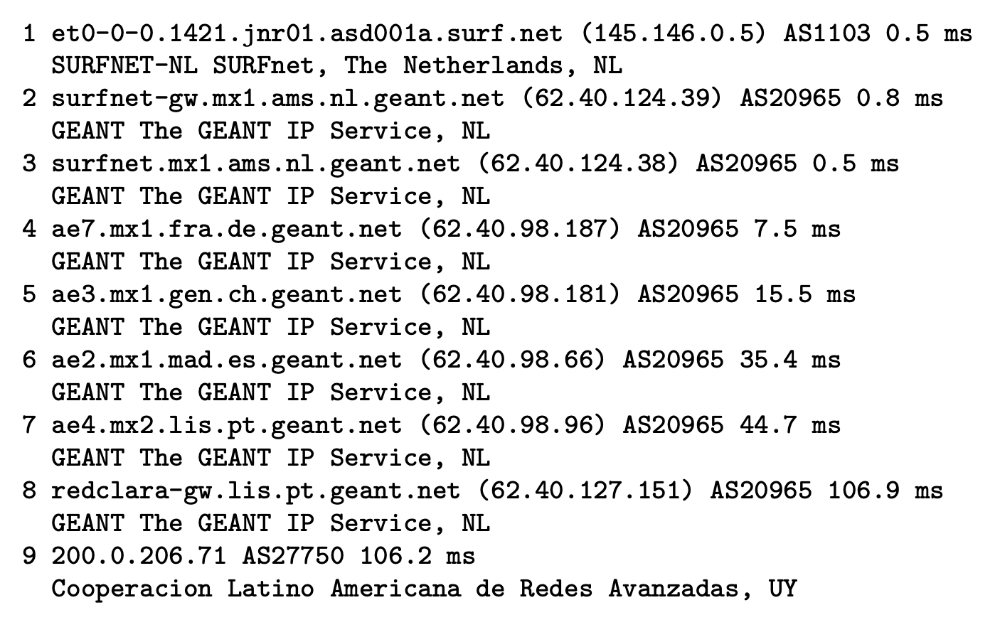 1 et0-0-0.1421.jnr01.asd001a.surf.net (145.146.0.5) AS1103 0.5 ms
SURFNET-NL SURFnet, The Netherlands, NL
2 surfnet-gw.mx1.ams.nl.geant.net (62.40.124.39) AS20965 0.8 ms
GEANT The GEANT IP Service, NL
3 surfnet.mx1.ams.nl.geant.net (62.40.124.38) AS20965 0.5 ms
GEANT The GEANT IP Service, NL
4 ae7.mx1.fra.de.geant.net (62.40.98.187) AS20965 7.5 ms
GEANT The GEANT IP Service, NL
5 ae3.mx1.gen.ch.geant.net (62.40.98.181) AS20965 15.5 ms
GEANT The GEANT IP Service, NL
6 ae2.mx1.mad.es.geant.net (62.40.98.66) AS20965 35.4 ms
GEANT The GEANT IP Service, NL
7 ae4.mx2.lis.pt.geant.net (62.40.98.96) AS20965 44.7 ms
GEANT The GEANT IP Service, NL
8 redclara-gw.lis.pt.geant.net (62.40.127.151) AS20965 106.9 ms
GEANT The GEANT IP Service, NL
9 200.0.206.71 AS27750 106.2 ms
Cooperacion Latino Americana de Redes Avanzadas, UY